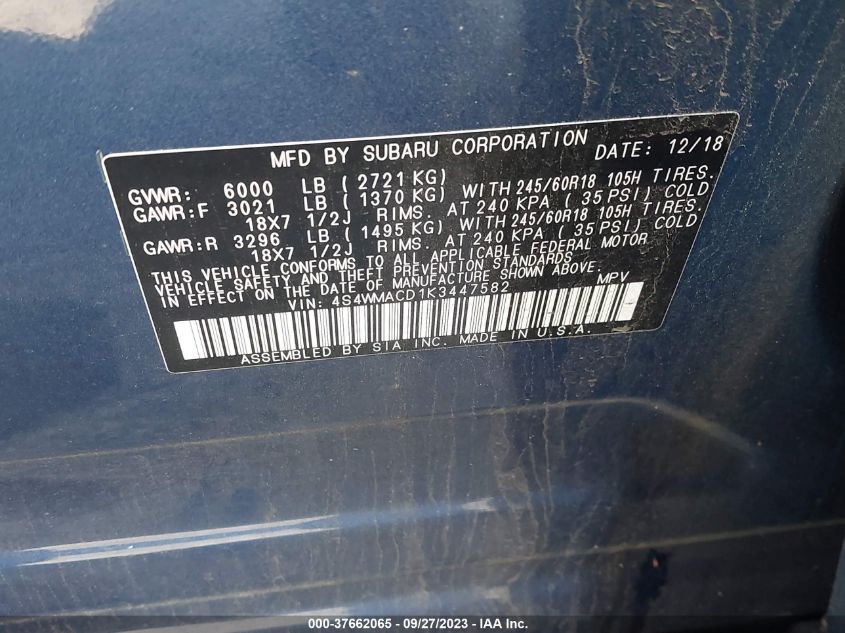 MFD BY SUBARU CORPORATION DATE: 12/18
GVWR: 6000 LB ( 2721 KG)
GAWR:F 3021 LB ( 1370 KG) WITH 245/60R18 105H TIRES.
18X7 1/2J RIMS. AT 240 KPA ( 35 PSI) COLD
GAWR:R 3296 LB ( 1495 KG) WITH 245/60R18 105H TIRES.
18X7 1/2J RIMS. AT 240 KPA ( 35 PSI) COLD
THIS VEHICLE CONFORMS TO ALL APPLICABLE FEDERAL MOTOR
VEHICLE SAFETY AND THEFT PREVENTION STANDARDS
IN EFFECT ON THE DATE OF MANUFACTURE SHOWN ABOVE.
VIN: 4S4WMACD1K3447582 MPV
ASSEMBLED BY SIA INC. MADE IN U.S.A.
000-37662065 - 09/27/2023 - IAA Inc.